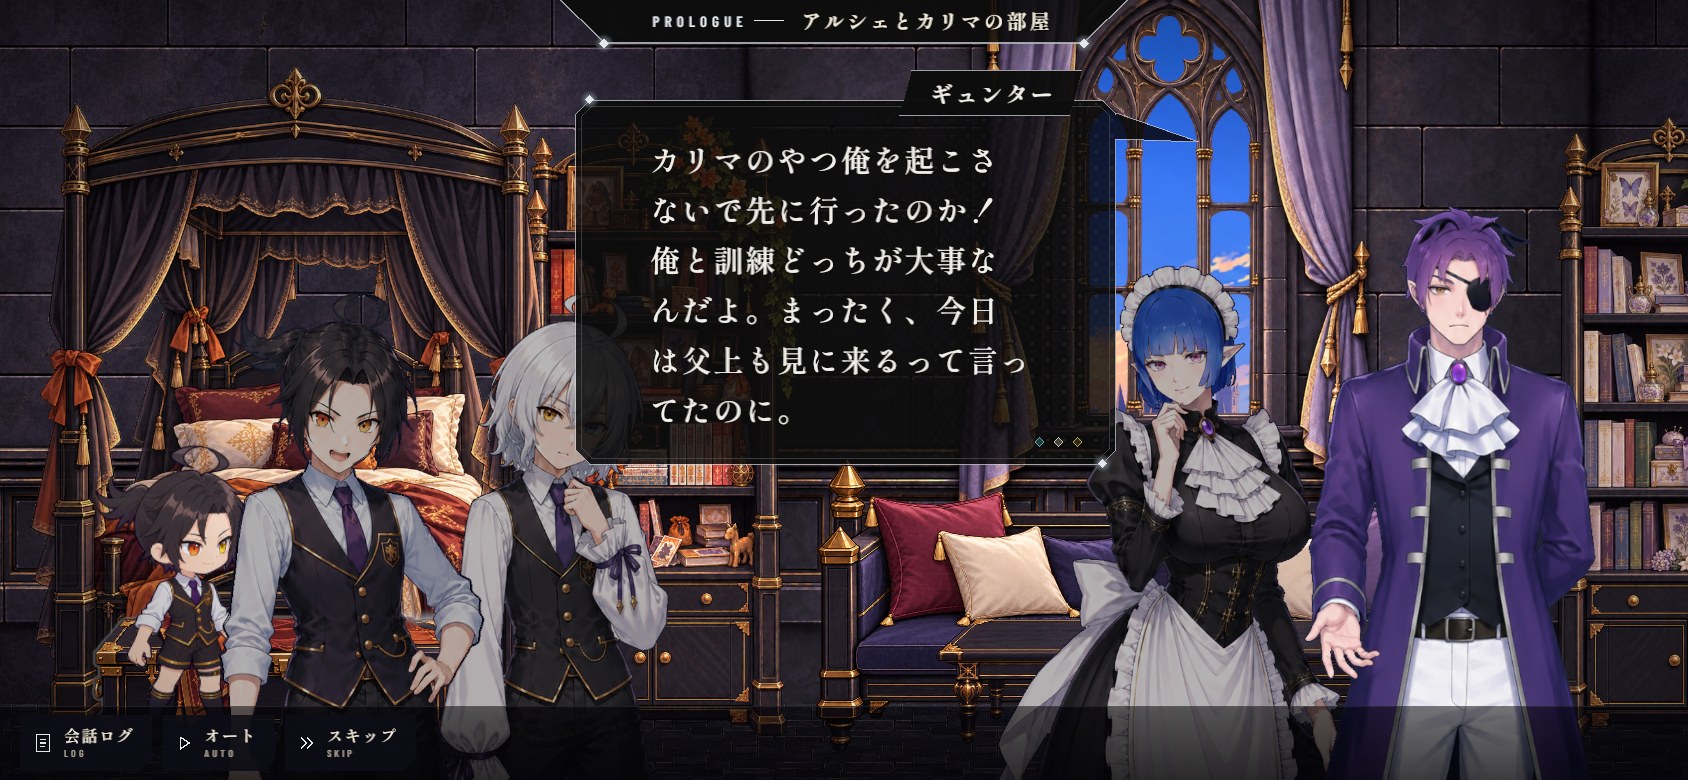 PROLOGUE アルシェとカリマの部屋
ギュンター
カリマのやつ俺を起こさ
ないで先に行ったのか！
俺と訓練どっちが大事な
んだよ。まったく、今日
は父上も見に来るって言っ
てたのに。
会話ログ
LOG
オート
AUTO
スキップ
SKIP